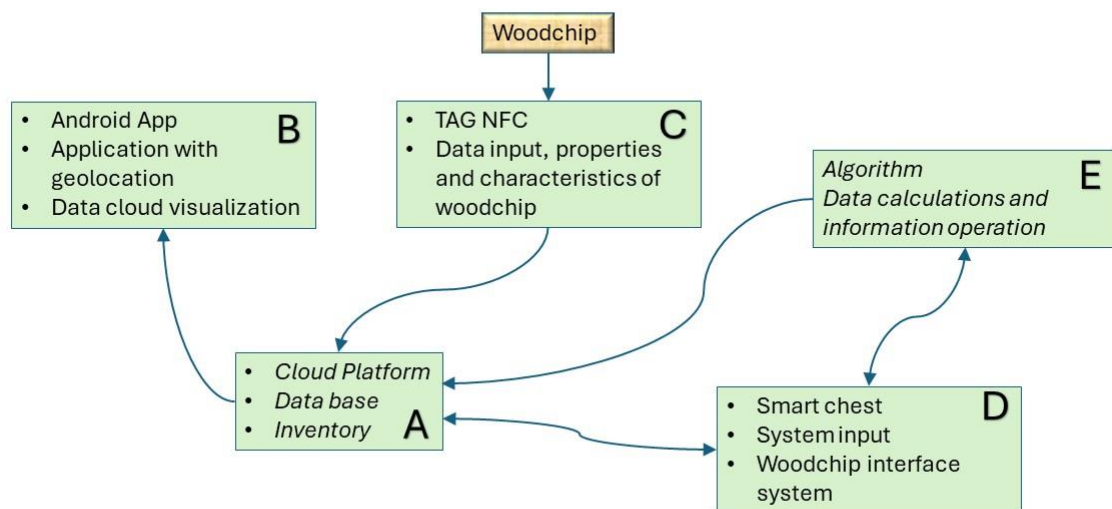 Woodchip
• Android App
• Application with
geolocation
• Data cloud visualization
B
• TAG NFC
• Data input, properties
and characteristics of
woodchip
C
Algorithm
Data calculations and
information operation
E
• Cloud Platform
• Data base
• Inventory
A
• Smart chest
• System input
• Woodchip interface
system
D